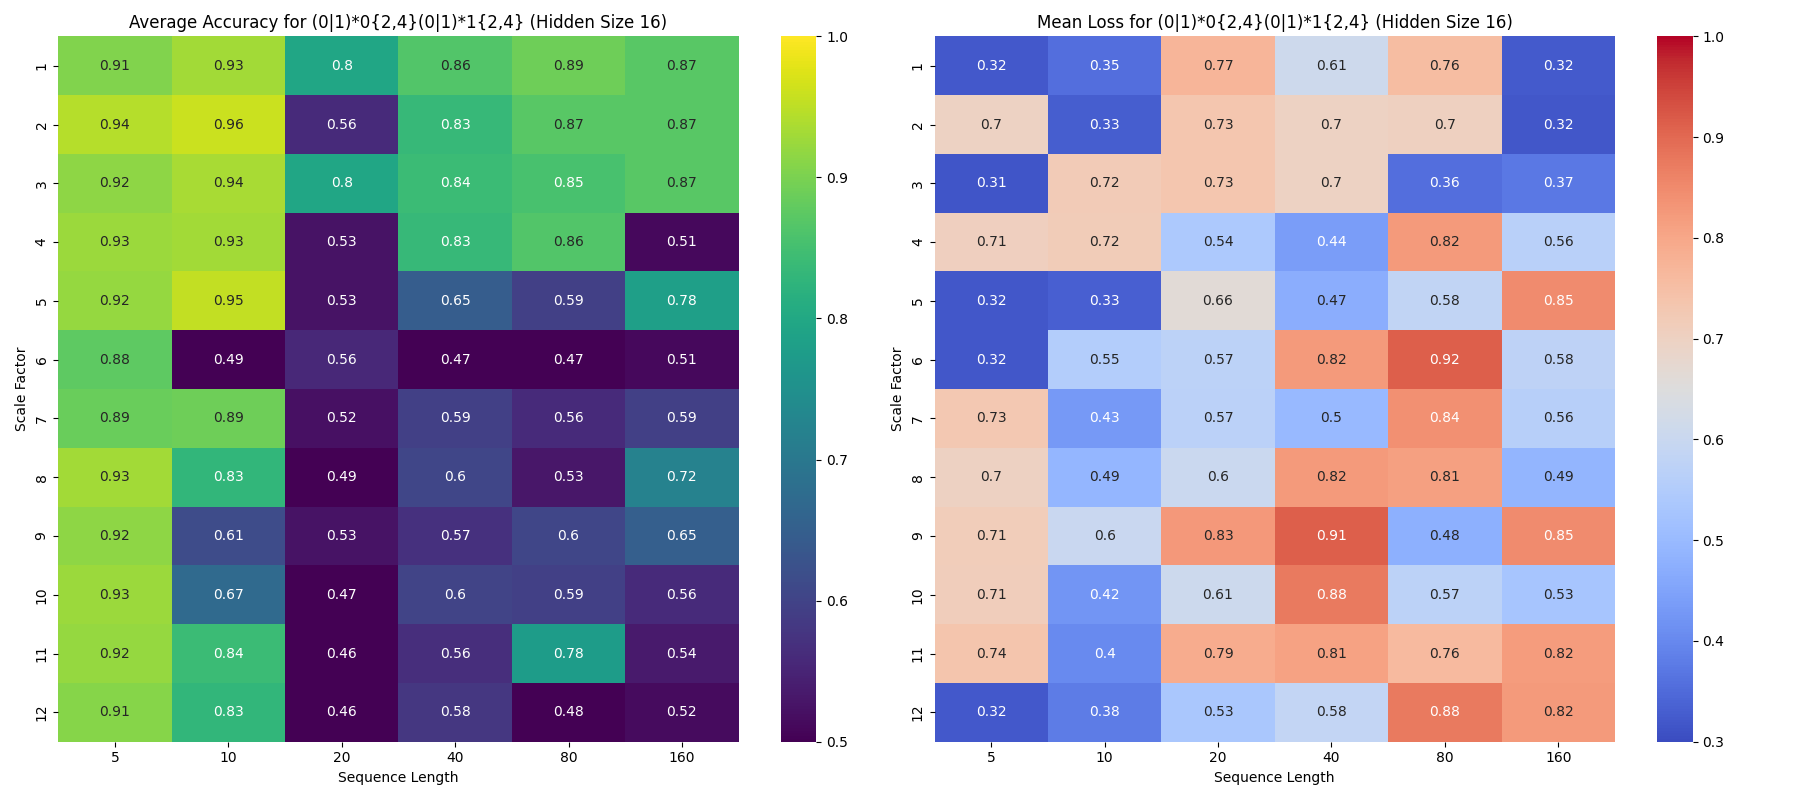 Average Accuracy for (0|1)*0{2,4}(0|1)*1{2,4} (Hidden Size 16)
Scale Factor
1 0.91 0.93 0.8 0.86 0.89 0.87
2 0.94 0.96 0.56 0.83 0.87 0.87
3 0.92 0.94 0.8 0.84 0.85 0.87
4 0.93 0.93 0.53 0.83 0.86 0.51
5 0.92 0.95 0.53 0.65 0.59 0.78
6 0.88 0.49 0.56 0.47 0.47 0.51
7 0.89 0.89 0.52 0.59 0.56 0.59
8 0.93 0.83 0.49 0.6 0.53 0.72
9 0.92 0.61 0.53 0.57 0.6 0.65
10 0.93 0.67 0.47 0.6 0.59 0.56
11 0.92 0.84 0.46 0.56 0.78 0.54
12 0.91 0.83 0.46 0.58 0.48 0.52
5 10 20 40 80 160
Sequence Length
1.0
0.9
0.8
0.7
0.6
0.5
Mean Loss for (0|1)*0{2,4}(0|1)*1{2,4} (Hidden Size 16)
Scale Factor
1 0.32 0.35 0.77 0.61 0.76 0.32
2 0.7 0.33 0.73 0.7 0.7 0.32
3 0.31 0.72 0.73 0.7 0.36 0.37
4 0.71 0.72 0.54 0.44 0.82 0.56
5 0.32 0.33 0.66 0.47 0.58 0.85
6 0.32 0.55 0.57 0.82 0.92 0.58
7 0.73 0.43 0.57 0.5 0.84 0.56
8 0.7 0.49 0.6 0.82 0.81 0.49
9 0.71 0.6 0.83 0.91 0.48 0.85
10 0.71 0.42 0.61 0.88 0.57 0.53
11 0.74 0.4 0.79 0.81 0.76 0.82
12 0.32 0.38 0.53 0.58 0.88 0.82
5 10 20 40 80 160
Sequence Length
1.0
0.9
0.8
0.7
0.6
0.5
0.4
0.3